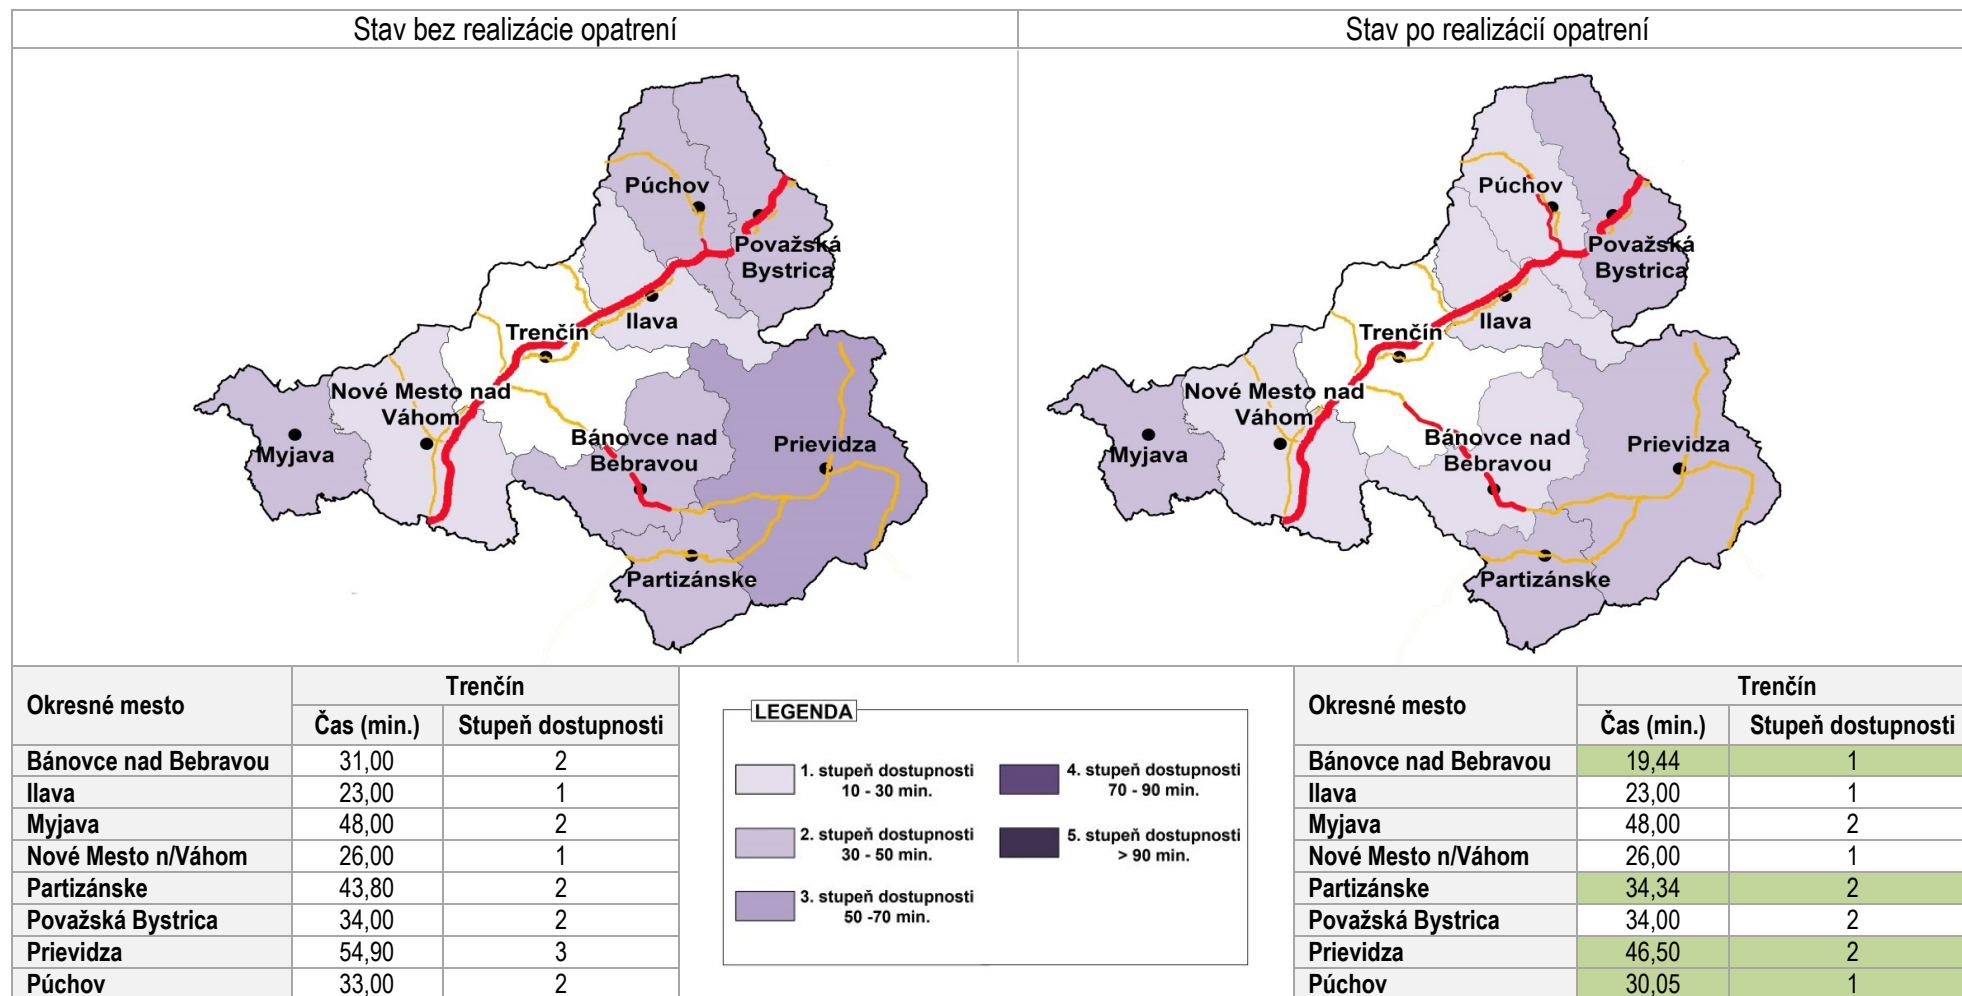 Stav bez realizácie opatrení
Stav po realizácií opatrení
Púchov
Považská
Bystrica
Ilava
Trenčín
Nové Mesto nad
Váhom
Myjava
Bánovce nad
Bebravou
Prievidza
Partizánske
Púchov
Považská
Bystrica
Ilava
Trenčín
Nové Mesto nad
Váhom
Myjava
Bánovce nad
Bebravou
Prievidza
Partizánske
Okresné mesto Trenčín
Čas (min.) Stupeň dostupnosti
Bánovce nad Bebravou 31,00 2
Ilava 23,00 1
Myjava 48,00 2
Nové Mesto n/Váhom 26,00 1
Partizánske 43,80 2
Považská Bystrica 34,00 2
Prievidza 54,90 3
Púchov 33,00 2
LEGENDA
1. stupeň dostupnosti
10 - 30 min.
2. stupeň dostupnosti
30 - 50 min.
3. stupeň dostupnosti
50 -70 min.
4. stupeň dostupnosti
70 - 90 min.
5. stupeň dostupnosti
> 90 min.
Okresné mesto Trenčín
Čas (min.) Stupeň dostupnosti
Bánovce nad Bebravou 19,44 1
Ilava 23,00 1
Myjava 48,00 2
Nové Mesto n/Váhom 26,00 1
Partizánske 34,34 2
Považská Bystrica 34,00 2
Prievidza 46,50 2
Púchov 30,05 1